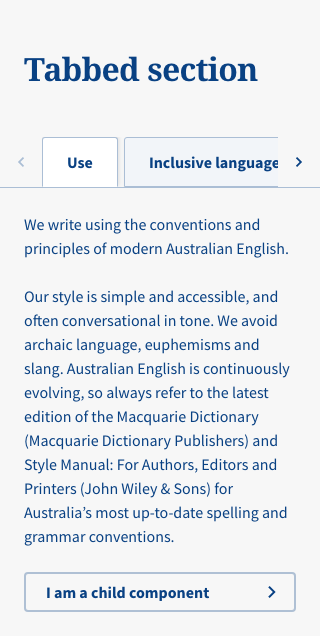 Tabbed section
Use
Inclusive language
We write using the conventions and
principles of modern Australian English.
Our style is simple and accessible, and
often conversational in tone. We avoid
archaic language, euphemisms and
slang. Australian English is continuously
evolving, so always refer to the latest
edition of the Macquarie Dictionary
(Macquarie Dictionary Publishers) and
Style Manual: For Authors, Editors and
Printers (John Wiley & Sons) for
Australia’s most up-to-date spelling and
grammar conventions.
I am a child component